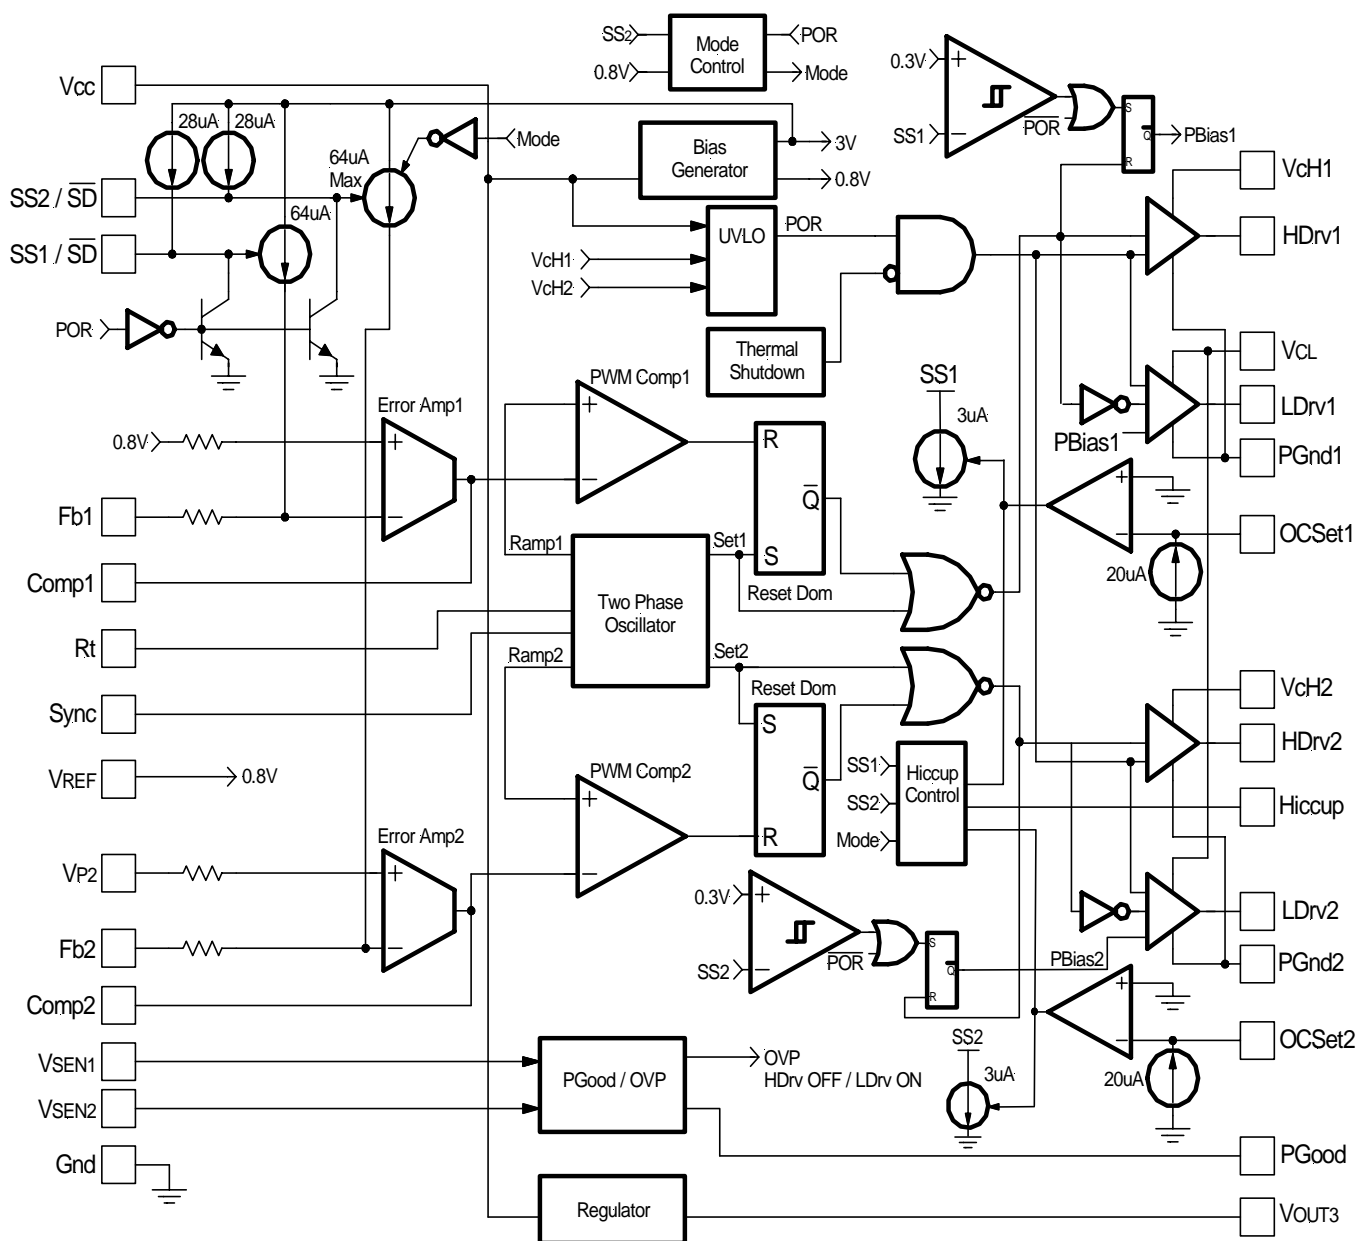 SS2
0.8V
Mode
Control
POR
Mode
0.3V
SS1
POR
S
Q
R
PBias1
Vcc
28uA
28uA
Mode
64uA
Max
Bias
Generator
3V
0.8V
SS2 / SD
64uA
SS1 / SD
UVLO
POR
VcH1
VcH2
VcH1
HDrv1
POR
Thermal
Shutdown
VCL
LDrv1
PBias1
PGnd1
SS1
3uA
Error Amp1
PWM Comp1
0.8V
+
−
+
−
R
Q
S
Reset Dom
+
−
OCSet1
20uA
Fb1
Comp1
Rt
Sync
VREF
0.8V
Ramp1
Set1
Two Phase
Oscillator
Ramp2
Set2
Reset Dom
S
Q
R
PWM Comp2
+
−
SS1
SS2
Mode
Hiccup
Control
VcH2
HDrv2
Hiccup
Error Amp2
VP2
+
−
Fb2
Comp2
0.3V
+
SS2
−
POR
S
Q
R
PBias2
LDrv2
PGnd2
+
−
OCSet2
20uA
SS2
3uA
VSEN1
VSEN2
PGood / OVP
OVP
HDrv OFF / LDrv ON
Gnd
PGood
Regulator
VOUT3